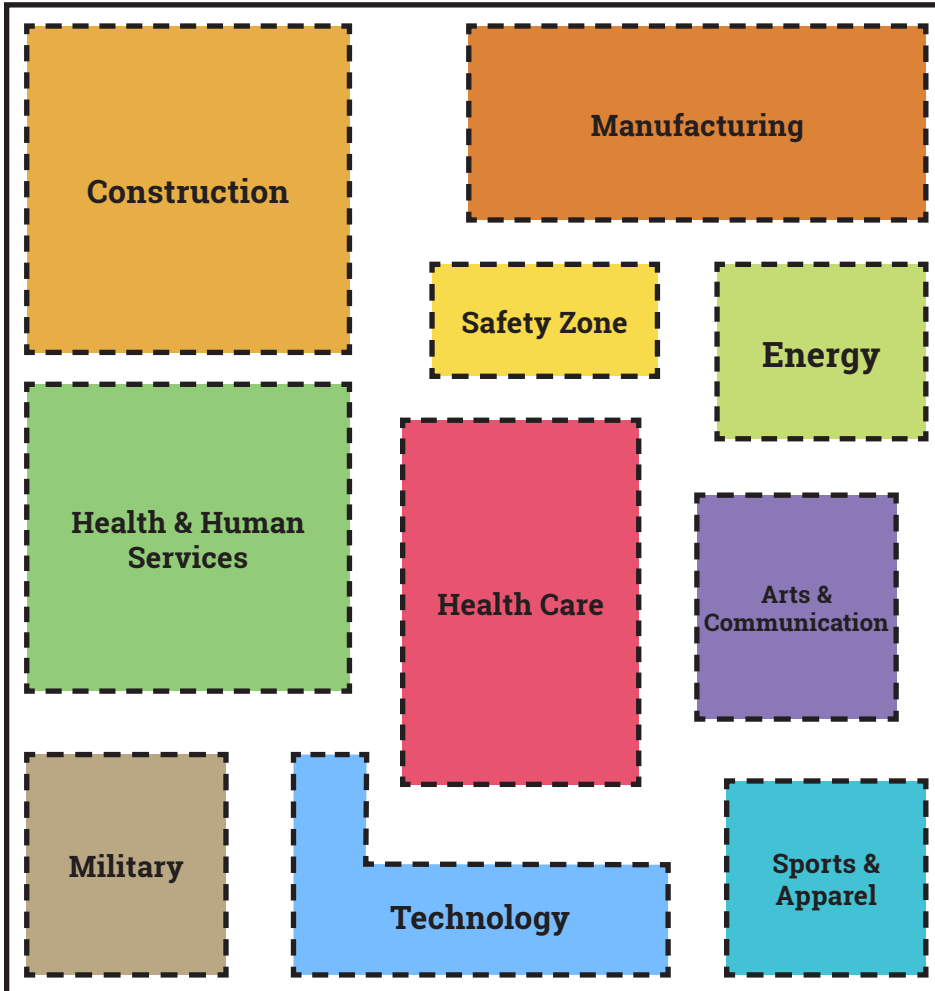 Construction
Manufacturing
Safety Zone
Energy
Health & Human
Services
Health Care
Arts &
Communication
Military
Technology
Sports &
Apparel